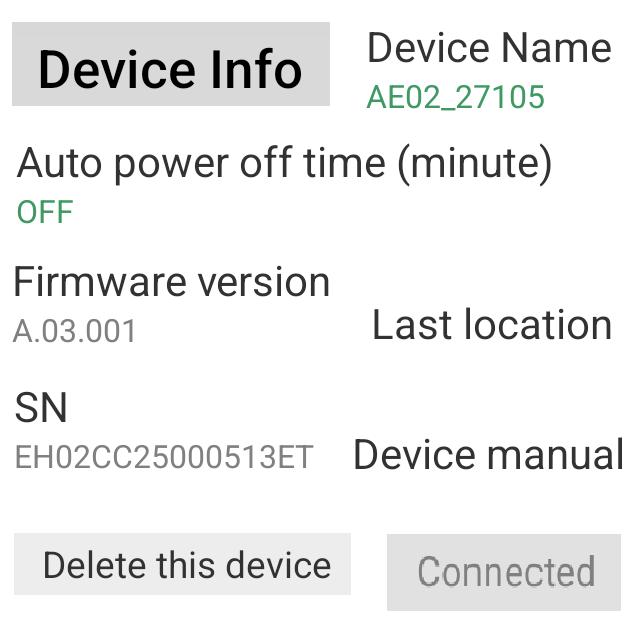 Device Info
Device Name
AE02_27105
Auto power off time (minute)
OFF
Firmware version
A.03.001
Last location
SN
EH02CC25000513ET
Device manual
Delete this device
Connected